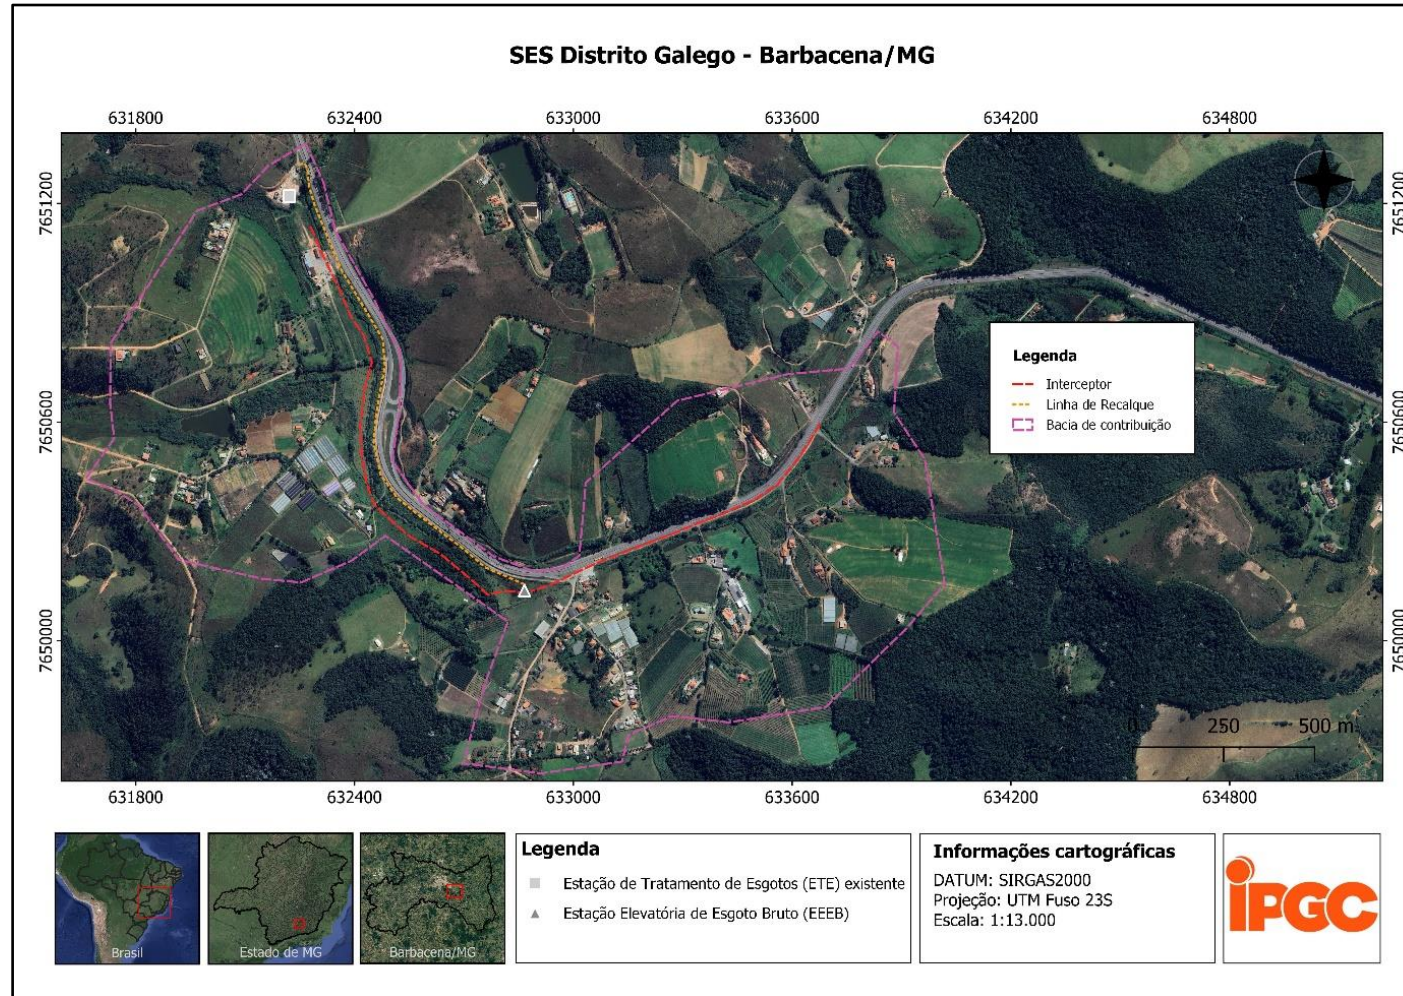 SES Distrito Galego - Barbacena/MG
631800 632400 633000 633600 634200 634800
7651200 7651200
Legenda
Interceptor
Linha de Recalque
Bacia de contribuição
7650600 7650600
7650000 7650000
0 250 500 m
631800 632400 633000 633600 634200 634800
Brasil
Estado de MG
Barbacena/MG
Legenda
Estação de Tratamento de Esgotos (ETE) existente
Estação Elevatória de Esgoto Bruto (EEEB)
Informações cartográficas
DATUM: SIRGAS2000
Projeção: UTM Fuso 23S
Escala: 1:13.000
iPGC